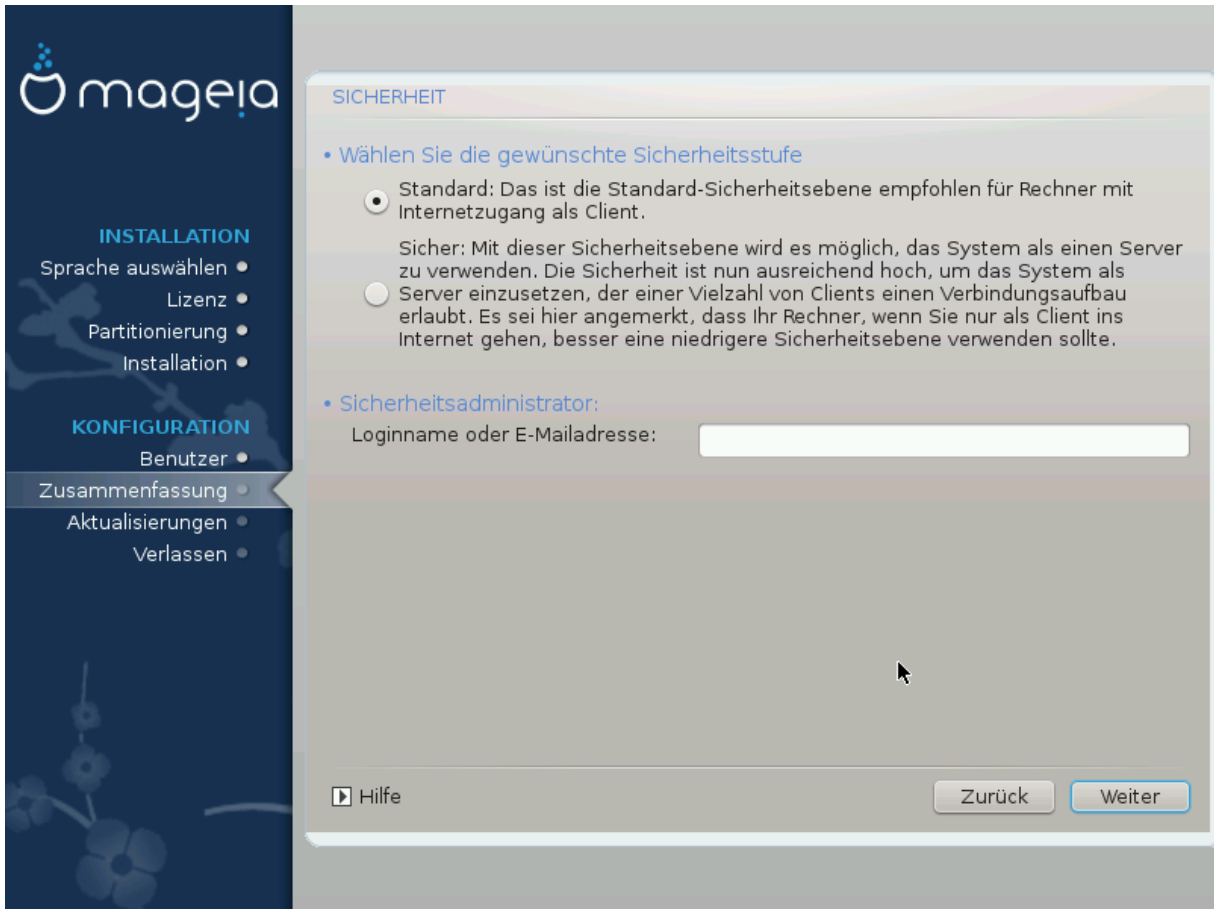 mageia
INSTALLATION
Sprache auswählen
Lizenz
Partitionierung
Installation
KONFIGURATION
Benutzer
Zusammenfassung
Aktualisierungen
Verlassen
SICHERHEIT
• Wählen Sie die gewünschte Sicherheitsstufe
Standard: Das ist die Standard-Sicherheitsebene empfohlen für Rechner mit
Internetzugang als Client.
Sicher: Mit dieser Sicherheitsebene wird es möglich, das System als einen Server
zu verwenden. Die Sicherheit ist nun ausreichend hoch, um das System als
Server einzusetzen, der einer Vielzahl von Clients einen Verbindungsaufbau
erlaubt. Es sei hier angemerkt, dass Ihr Rechner, wenn Sie nur als Client ins
Internet gehen, besser eine niedrigere Sicherheitsebene verwenden sollte.
• Sicherheitsadministrator:
Loginname oder E-Mailadresse:
Hilfe
Zurück
Weiter